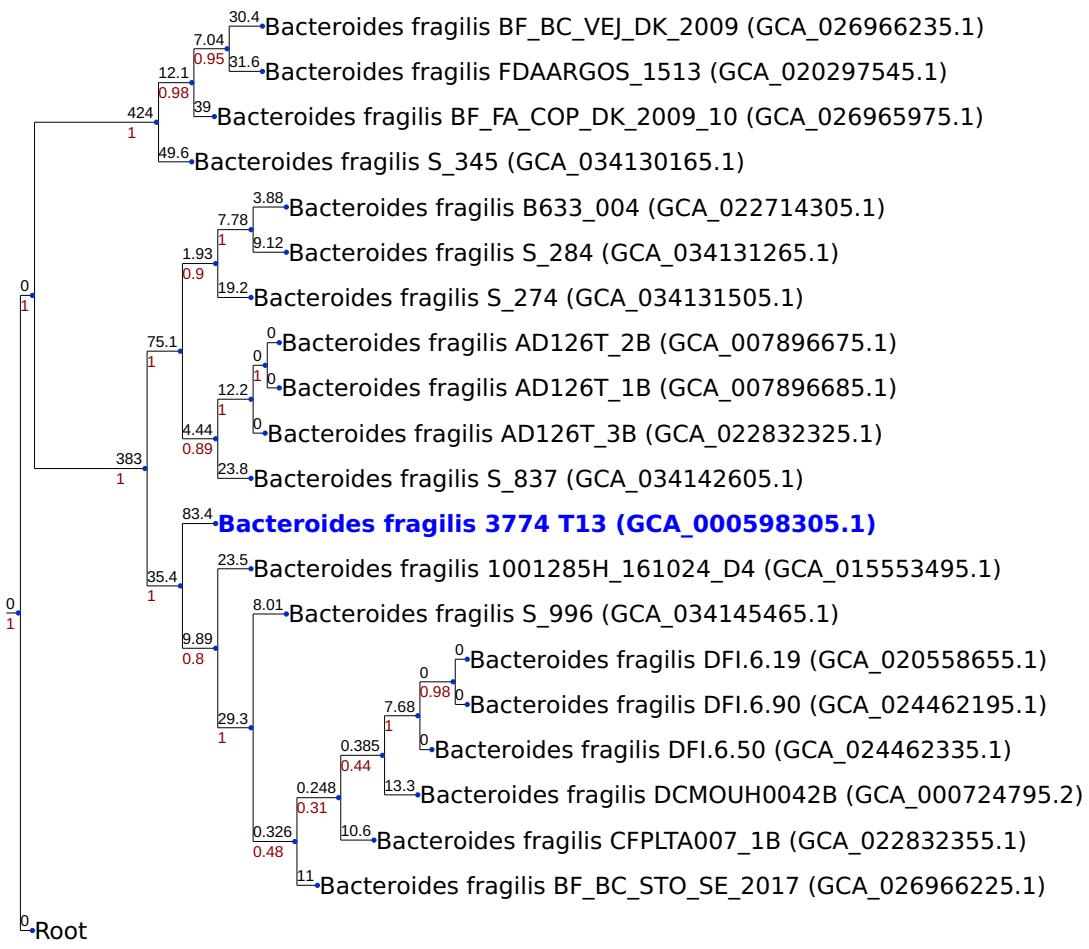 30.4
Bacteroides fragilis BF_BC_VEJ_DK_2009 (GCA_026966235.1)
7.04
0.95
31.6
Bacteroides fragilis FDAARGOS_1513 (GCA_020297545.1)
12.1
0.98
39
Bacteroides fragilis BF_FA_COP_DK_2009_10 (GCA_026965975.1)
424
1
49.6
Bacteroides fragilis S_345 (GCA_034130165.1)
3.88
Bacteroides fragilis B633_004 (GCA_022714305.1)
7.78
1
9.12
Bacteroides fragilis S_284 (GCA_034131265.1)
1.93
0.9
19.2
Bacteroides fragilis S_274 (GCA_034131505.1)
0
1
75.1
1
0
Bacteroides fragilis AD126T_2B (GCA_007896675.1)
0
1
0
Bacteroides fragilis AD126T_1B (GCA_007896685.1)
12.2
1
0
Bacteroides fragilis AD126T_3B (GCA_022832325.1)
4.44
0.89
23.8
Bacteroides fragilis S_837 (GCA_034142605.1)
383
1
83.4
Bacteroides fragilis 3774 T13 (GCA_000598305.1)
35.4
1
23.5
Bacteroides fragilis 1001285H_161024_D4 (GCA_015553495.1)
0
1
8.01
Bacteroides fragilis S_996 (GCA_034145465.1)
9.89
0.8
0
Bacteroides fragilis DFI.6.19 (GCA_020558655.1)
0
0.98
0
Bacteroides fragilis DFI.6.90 (GCA_024462195.1)
7.68
1
0
Bacteroides fragilis DFI.6.50 (GCA_024462335.1)
29.3
1
0.385
0.44
13.3
Bacteroides fragilis DCMOUH0042B (GCA_000724795.2)
0.248
0.31
10.6
Bacteroides fragilis CFPLTA007_1B (GCA_022832355.1)
0.326
0.48
11
Bacteroides fragilis BF_BC_STO_SE_2017 (GCA_026966225.1)
0
Root